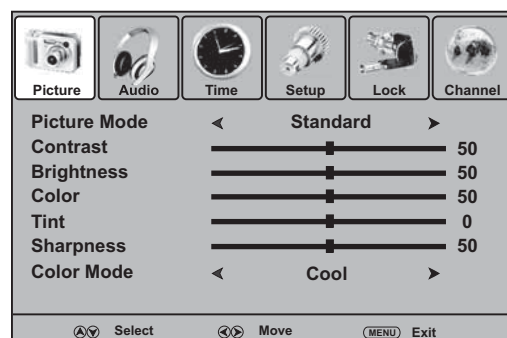 Picture Audio Time Setup Lock Channel
Picture Mode Standard
Contrast 50
Brightness 50
Color 50
Tint 0
Sharpness 50
Color Mode Cool
Select Move MENU Exit